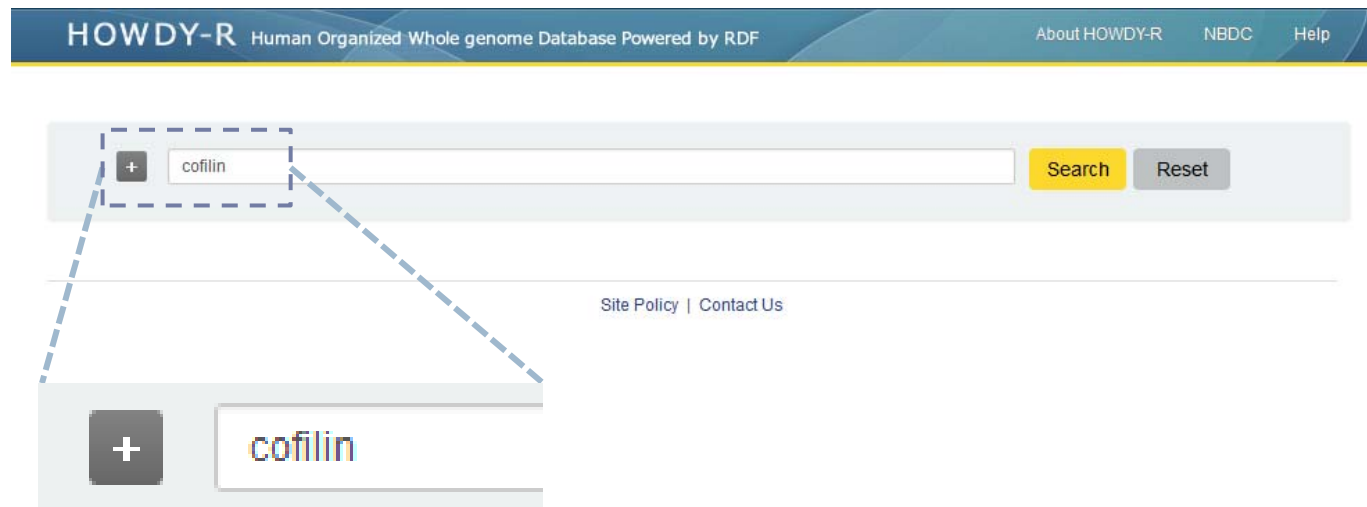 HOWDY-R Human Organized Whole genome Database Powered by RDF About HOWDY-R NBDC Help
+ cofilin Search Reset
Site Policy | Contact Us
+ cofilin